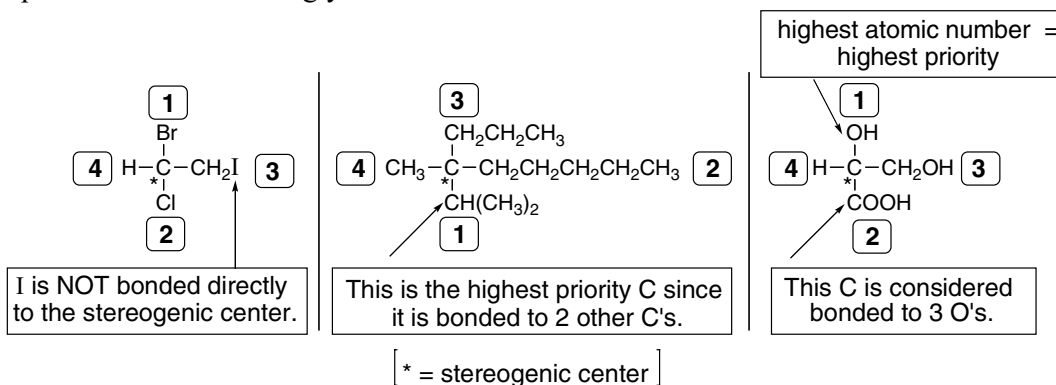 highest atomic number =
highest priority
1
Br
4 H C CH₂I 3
*
Cl
2
I is NOT bonded directly
to the stereogenic center.
3
CH₂CH₂CH₃
4 CH₃ C CH₂CH₂CH₂CH₂CH₃ 2
*
CH(CH₃)₂
1
This is the highest priority C since
it is bonded to 2 other C's.
1
OH
4 H C CH₂OH 3
*
COOH
2
This C is considered
bonded to 3 O's.
[* = stereogenic center]